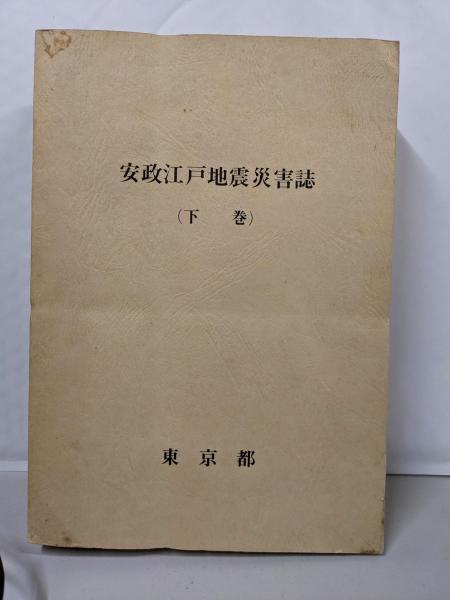 安政江戸地震災害誌
（下　巻）
東　京　都